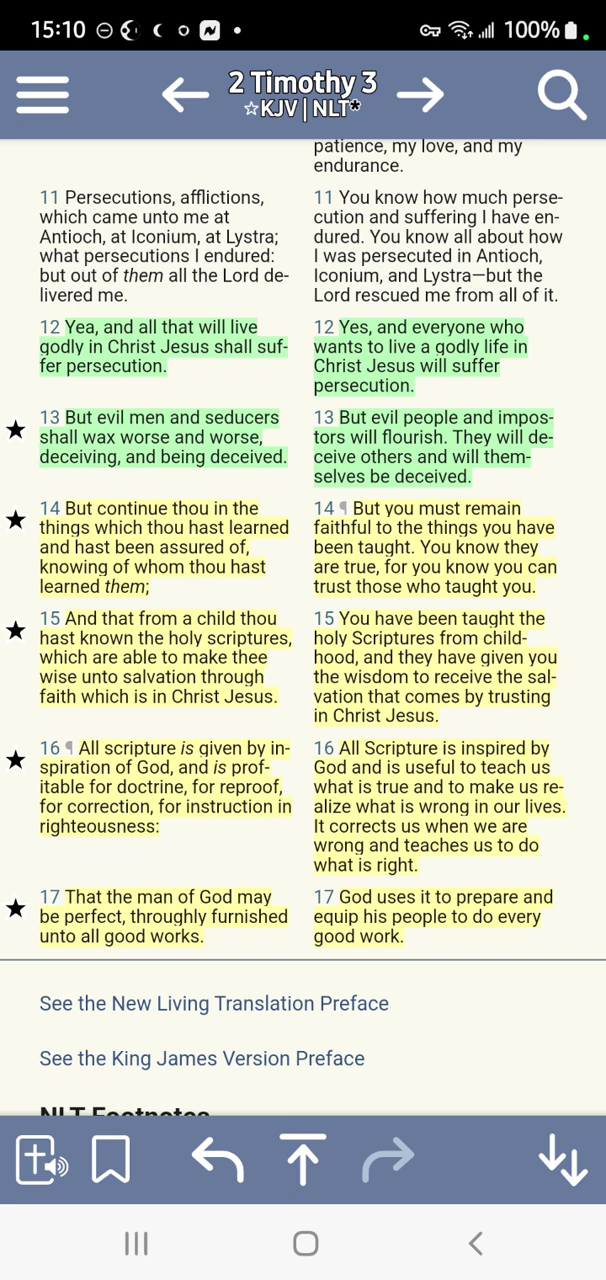 15:10
100%
2 Timothy 3
☆KJV | NLT*
patience, my love, and my
endurance.
11 Persecutions, afflictions,
which came unto me at
Antioch, at Iconium, at Lystra;
what persecutions I endured:
but out of them all the Lord de-
livered me.
11 You know how much perse-
cution and suffering I have en-
dured. You know all about how
I was persecuted in Antioch,
Iconium, and Lystra—but the
Lord rescued me from all of it.
12 Yea, and all that will live
godly in Christ Jesus shall suf-
fer persecution.
12 Yes, and everyone who
wants to live a godly life in
Christ Jesus will suffer
persecution.
13 But evil men and seducers
shall wax worse and worse,
deceiving, and being deceived.
13 But evil people and impos-
tors will flourish. They will de-
ceive others and will them-
selves be deceived.
14 But continue thou in the
things which thou hast learned
and hast been assured of,
knowing of whom thou hast
learned them;
14 ¶ But you must remain
faithful to the things you have
been taught. You know they
are true, for you know you can
trust those who taught you.
15 And that from a child thou
hast known the holy scriptures,
which are able to make thee
wise unto salvation through
faith which is in Christ Jesus.
15 You have been taught the
holy Scriptures from child-
hood, and they have given you
the wisdom to receive the sal-
vation that comes by trusting
in Christ Jesus.
16 ¶ All scripture is given by in-
spiration of God, and is prof-
itable for doctrine, for reproof,
for correction, for instruction in
righteousness:
16 All Scripture is inspired by
God and is useful to teach us
what is true and to make us re-
alize what is wrong in our lives.
It corrects us when we are
wrong and teaches us to do
what is right.
17 That the man of God may
be perfect, throughly furnished
unto all good works.
17 God uses it to prepare and
equip his people to do every
good work.
See the New Living Translation Preface
See the King James Version Preface
NLT Footnotes